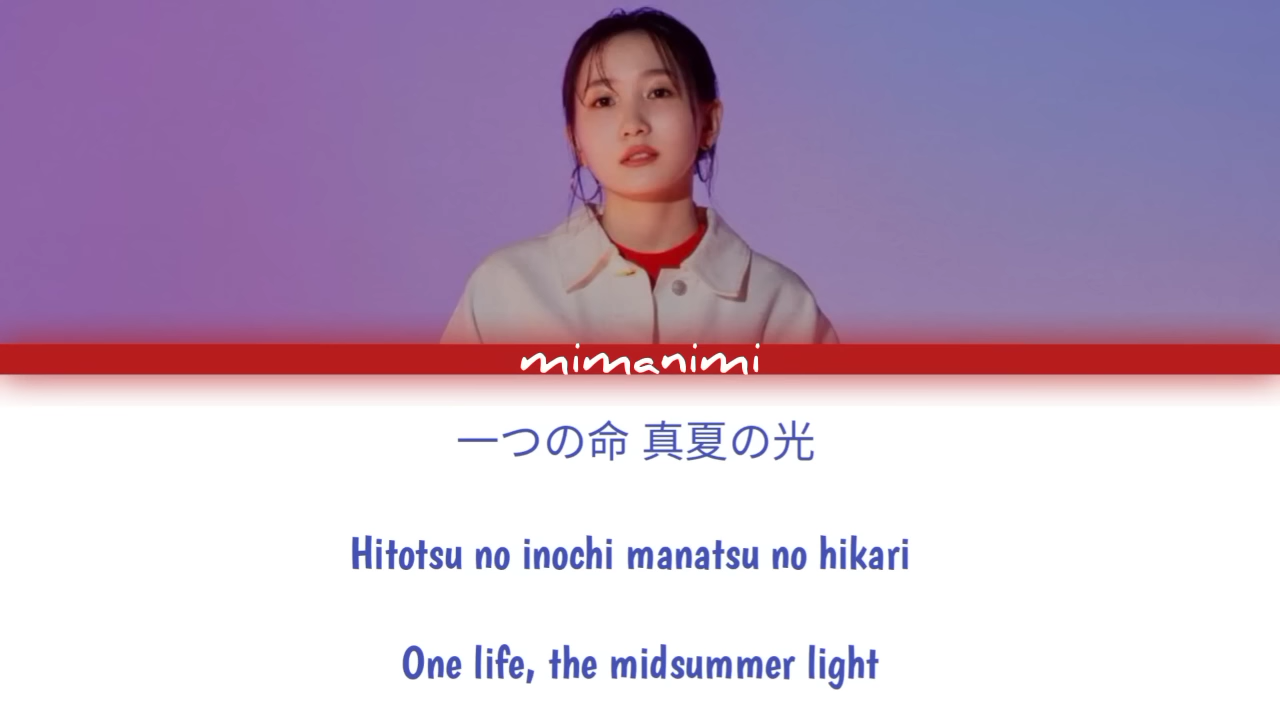 mimanimi
一つの命 真夏の光
Hitotsu no inochi manatsu no hikari
One life, the midsummer light